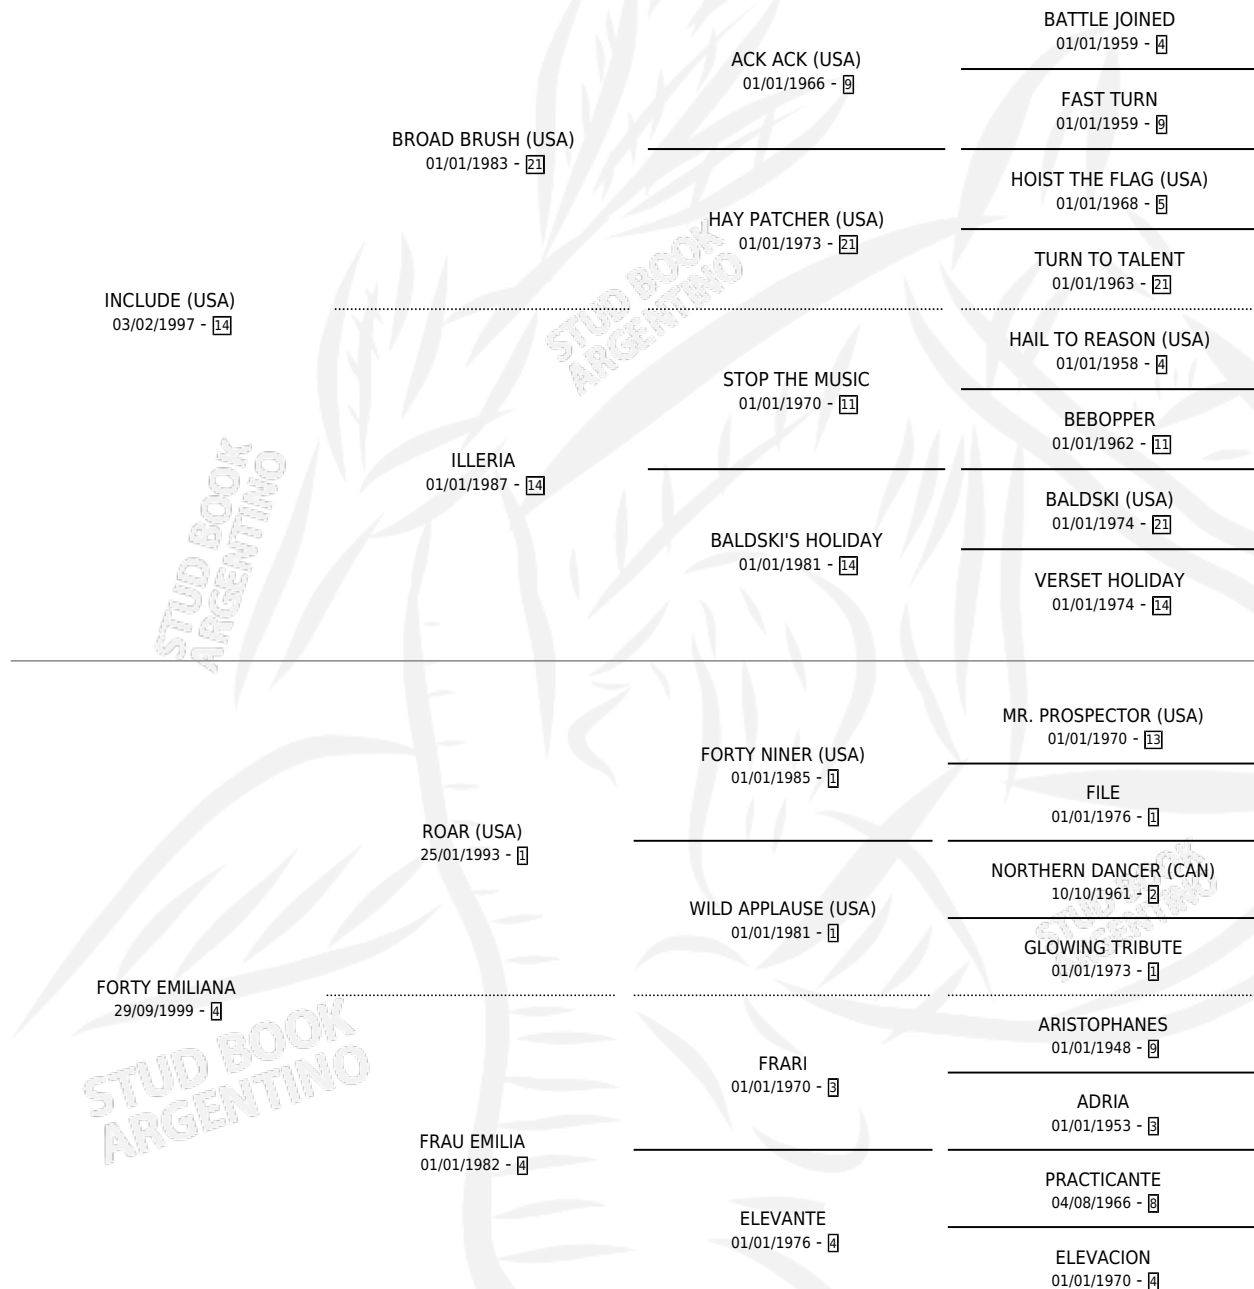 BATTLE JOINED
01/01/1959 - 4
ACK ACK (USA)
01/01/1966 - 9
FAST TURN
01/01/1959 - 9
BROAD BRUSH (USA)
01/01/1983 - 21
HOIST THE FLAG (USA)
01/01/1968 - 5
HAY PATCHER (USA)
01/01/1973 - 21
TURN TO TALENT
01/01/1963 - 21
INCLUDE (USA)
03/02/1997 - 14
HAIL TO REASON (USA)
01/01/1958 - 4
STOP THE MUSIC
01/01/1970 - 11
BEBOPPER
01/01/1962 - 11
ILLERIA
01/01/1987 - 14
BALDSKI (USA)
01/01/1974 - 21
BALDSKI'S HOLIDAY
01/01/1981 - 14
VERSET HOLIDAY
01/01/1974 - 14
MR. PROSPECTOR (USA)
01/01/1970 - 13
FORTY NINER (USA)
01/01/1985 - 1
FILE
01/01/1976 - 1
ROAR (USA)
25/01/1993 - 1
NORTHERN DANCER (CAN)
10/10/1961 - 2
WILD APPLAUSE (USA)
01/01/1981 - 1
GLOWING TRIBUTE
01/01/1973 - 1
FORTY EMILIANA
29/09/1999 - 4
ARISTOPHANES
01/01/1948 - 9
FRARI
01/01/1970 - 3
ADRIA
01/01/1953 - 3
FRAU EMILIA
01/01/1982 - 4
PRACTICANTE
04/08/1966 - 8
ELEVANTE
01/01/1976 - 4
ELEVACION
01/01/1970 - 4
STUD BOOK
ARGENTINO
STUD BOOK
ARGENTINO
STUD BOOK
ARGENTINO
STUD BOOK
ARGENTINO